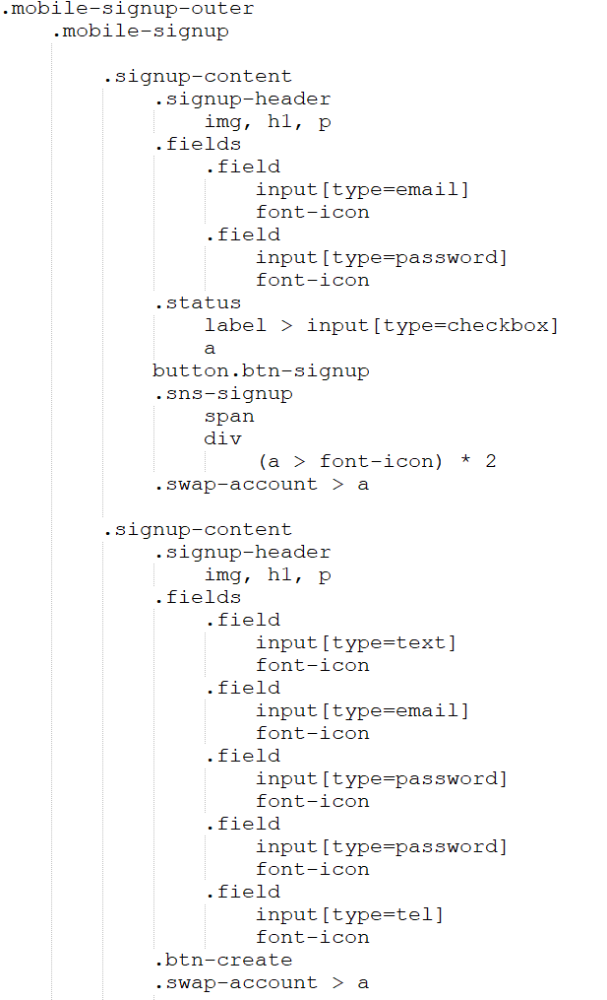 .mobile-signup-outer
.mobile-signup
.signup-content
.signup-header
img, h1, p
.fields
.field
input[type=email]
font-icon
.field
input[type=password]
font-icon
.status
label > input[type=checkbox]
a
button.btn-signup
.sns-signup
span
div
(a > font-icon) * 2
.swap-account > a
.signup-content
.signup-header
img, h1, p
.fields
.field
input[type=text]
font-icon
.field
input[type=email]
font-icon
.field
input[type=password]
font-icon
.field
input[type=password]
font-icon
.field
input[type=tel]
font-icon
.btn-create
.swap-account > a